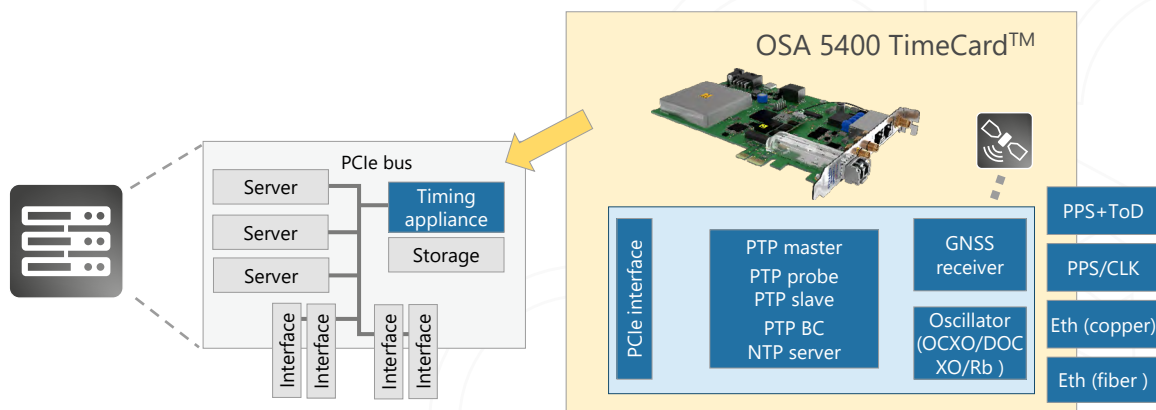 OSA 5400 TimeCard™
PCIe bus
Server
Server
Server
Timing
appliance
Storage
Interface
Interface
Interface
Interface
PCIe interface
PTP master
PTP probe
PTP slave
PTP BC
NTP server
GNSS
receiver
Oscillator
(OCXO/DOC
XO/Rb )
PPS+ToD
PPS/CLK
Eth (copper)
Eth (fiber )